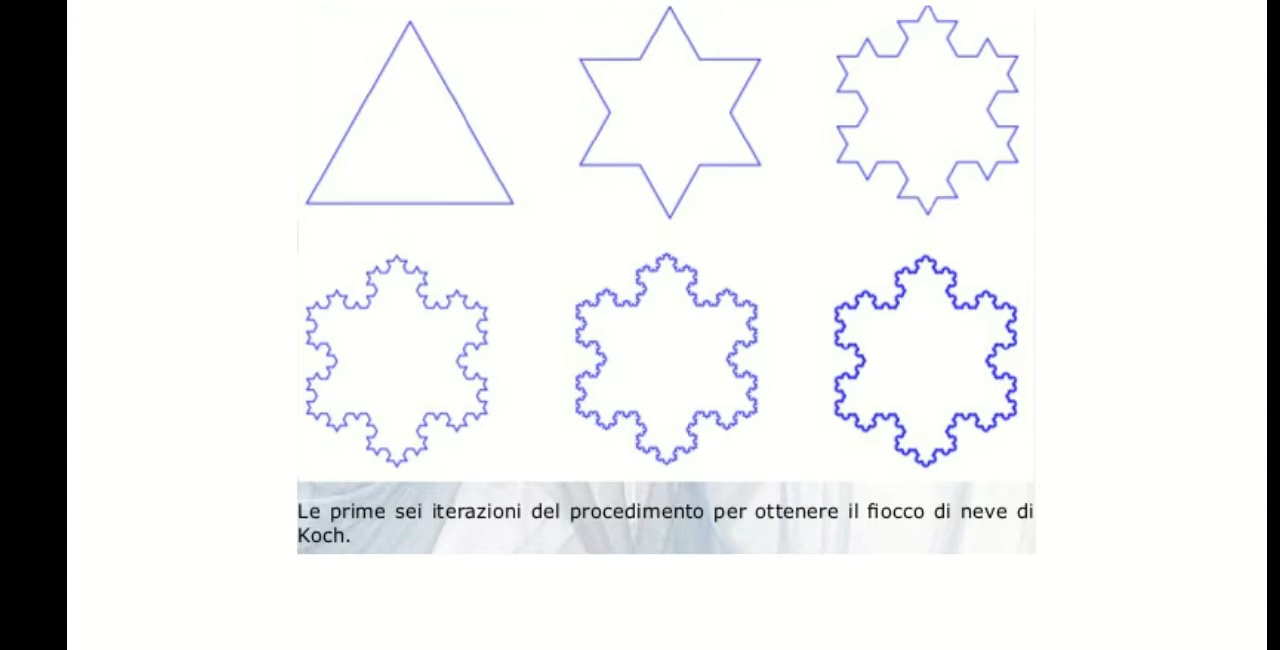 Le prime sei iterazioni del procedimento per ottenere il fiocco di neve di
Koch.